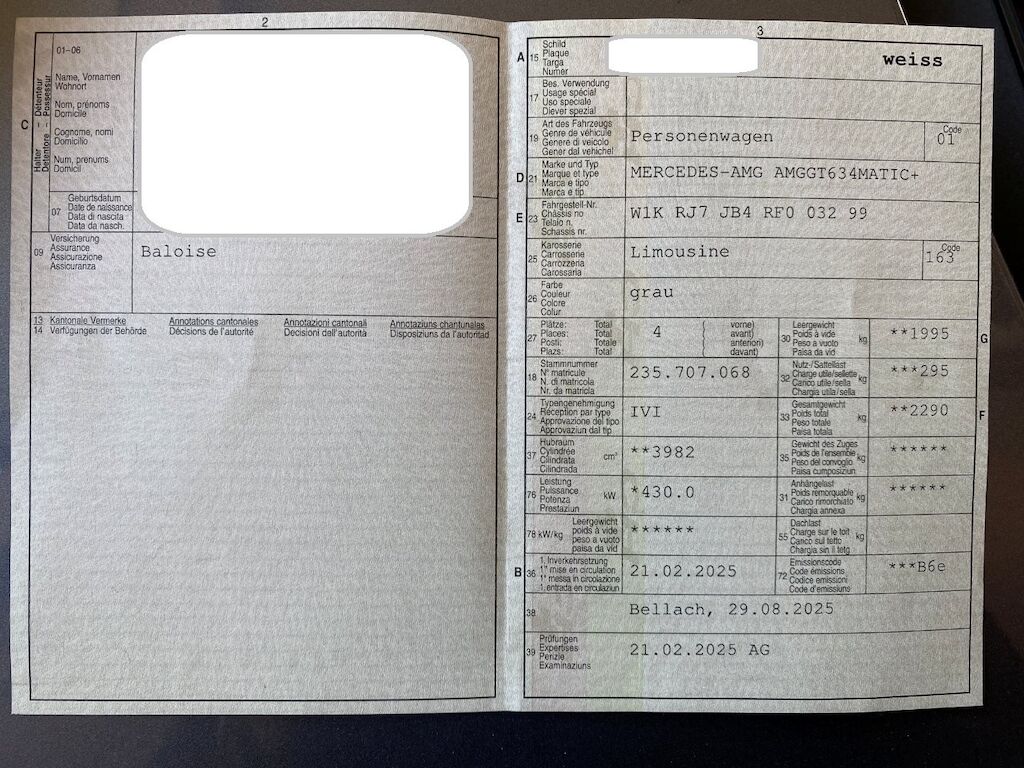 2
01-06
Name, Vornamen
Wohnort
Nom, prénoms
Domicile
Cognome, nomi
Domicilio
Num, prenums
Domicil
C
Halter – Détenteur
Detentore – Possessur
07
Geburtsdatum
Date de naissance
Data di nascita
Data da nasch.
09
Versicherung
Assurance
Assicurazione
Assicuranza
Baloise
13 Kantonale Vermerke Annotations cantonales Annotazioni cantonali Annotaziuns chantunalas
14 Verfügungen der Behörde Décisions de l'autorité Decisioni dell'autorità Disposiziuns da l'autoritad
3
A 15
Schild
Plaque
Targa
Numer
weiss
17
Bes. Verwendung
Usage spécial
Uso speciale
Diever spezial
19
Art des Fahrzeugs
Genre de véhicule
Genere di veicolo
Gener dal vehichel
Personenwagen
Code
01
D 21
Marke und Typ
Marque et type
Marca e tipo
Marca e tip
MERCEDES-AMG AMGGT634MATIC+
E 23
Fahrgestell-Nr.
Châssis no
Telaio n.
Schassis nr.
W1K RJ7 JB4 RF0 032 99
25
Karosserie
Carrosserie
Carrozzeria
Carossaria
Limousine
Code
163
26
Farbe
Couleur
Colore
Colur
grau
27
Plätze: Total ( vorne)
Places: Total ( avant)
Posti: Totale ( anteriori)
Plazs: Total ( davant)
4
30
Leergewicht
Poids à vide
Peso a vuoto
Paisa da vid
kg
**1995
G
18
Stammnummer
N° matricule
N. di matricola
Nr. da matricla
235.707.068
32
Nutz-/Sattellast
Charge utile/sellette
Carico utile/sella
Chargia utila/sella
kg
***295
24
Typengenehmigung
Réception par type
Approvazione del tipo
Approvaziun dal tip
IVI
33
Gesamtgewicht
Poids total
Peso totale
Paisa totala
kg
**2290
F
37
Hubraum
Cylindrée
Cilindrata
Cilindrada
cm³
**3982
35
Gewicht des Zuges
Poids de l'ensemble
Peso del convoglio
Paisa cumposiziun
kg
******
76
Leistung
Puissance
Potenza
Prestaziun
kW
*430.0
31
Anhängelast
Poids remorquable
Carico rimorchiato
Chargia annexa
kg
******
78 kW/kg
Leergewicht
poids à vide
peso a vuoto
paisa da vid
******
55
Dachlast
Charge sur le toit
Carico sul tetto
Chargia sin il tetg
kg
B 36
1. Inverkehrsetzung
1re mise en circulation
1a messa in circolazione
1. entrada en circulaziun
21.02.2025
72
Emissionscode
Code émissions
Codice emissioni
Code d'emissiuns
***B6e
38
Bellach, 29.08.2025
39
Prüfungen
Expertises
Perizie
Examinaziuns
21.02.2025 AG